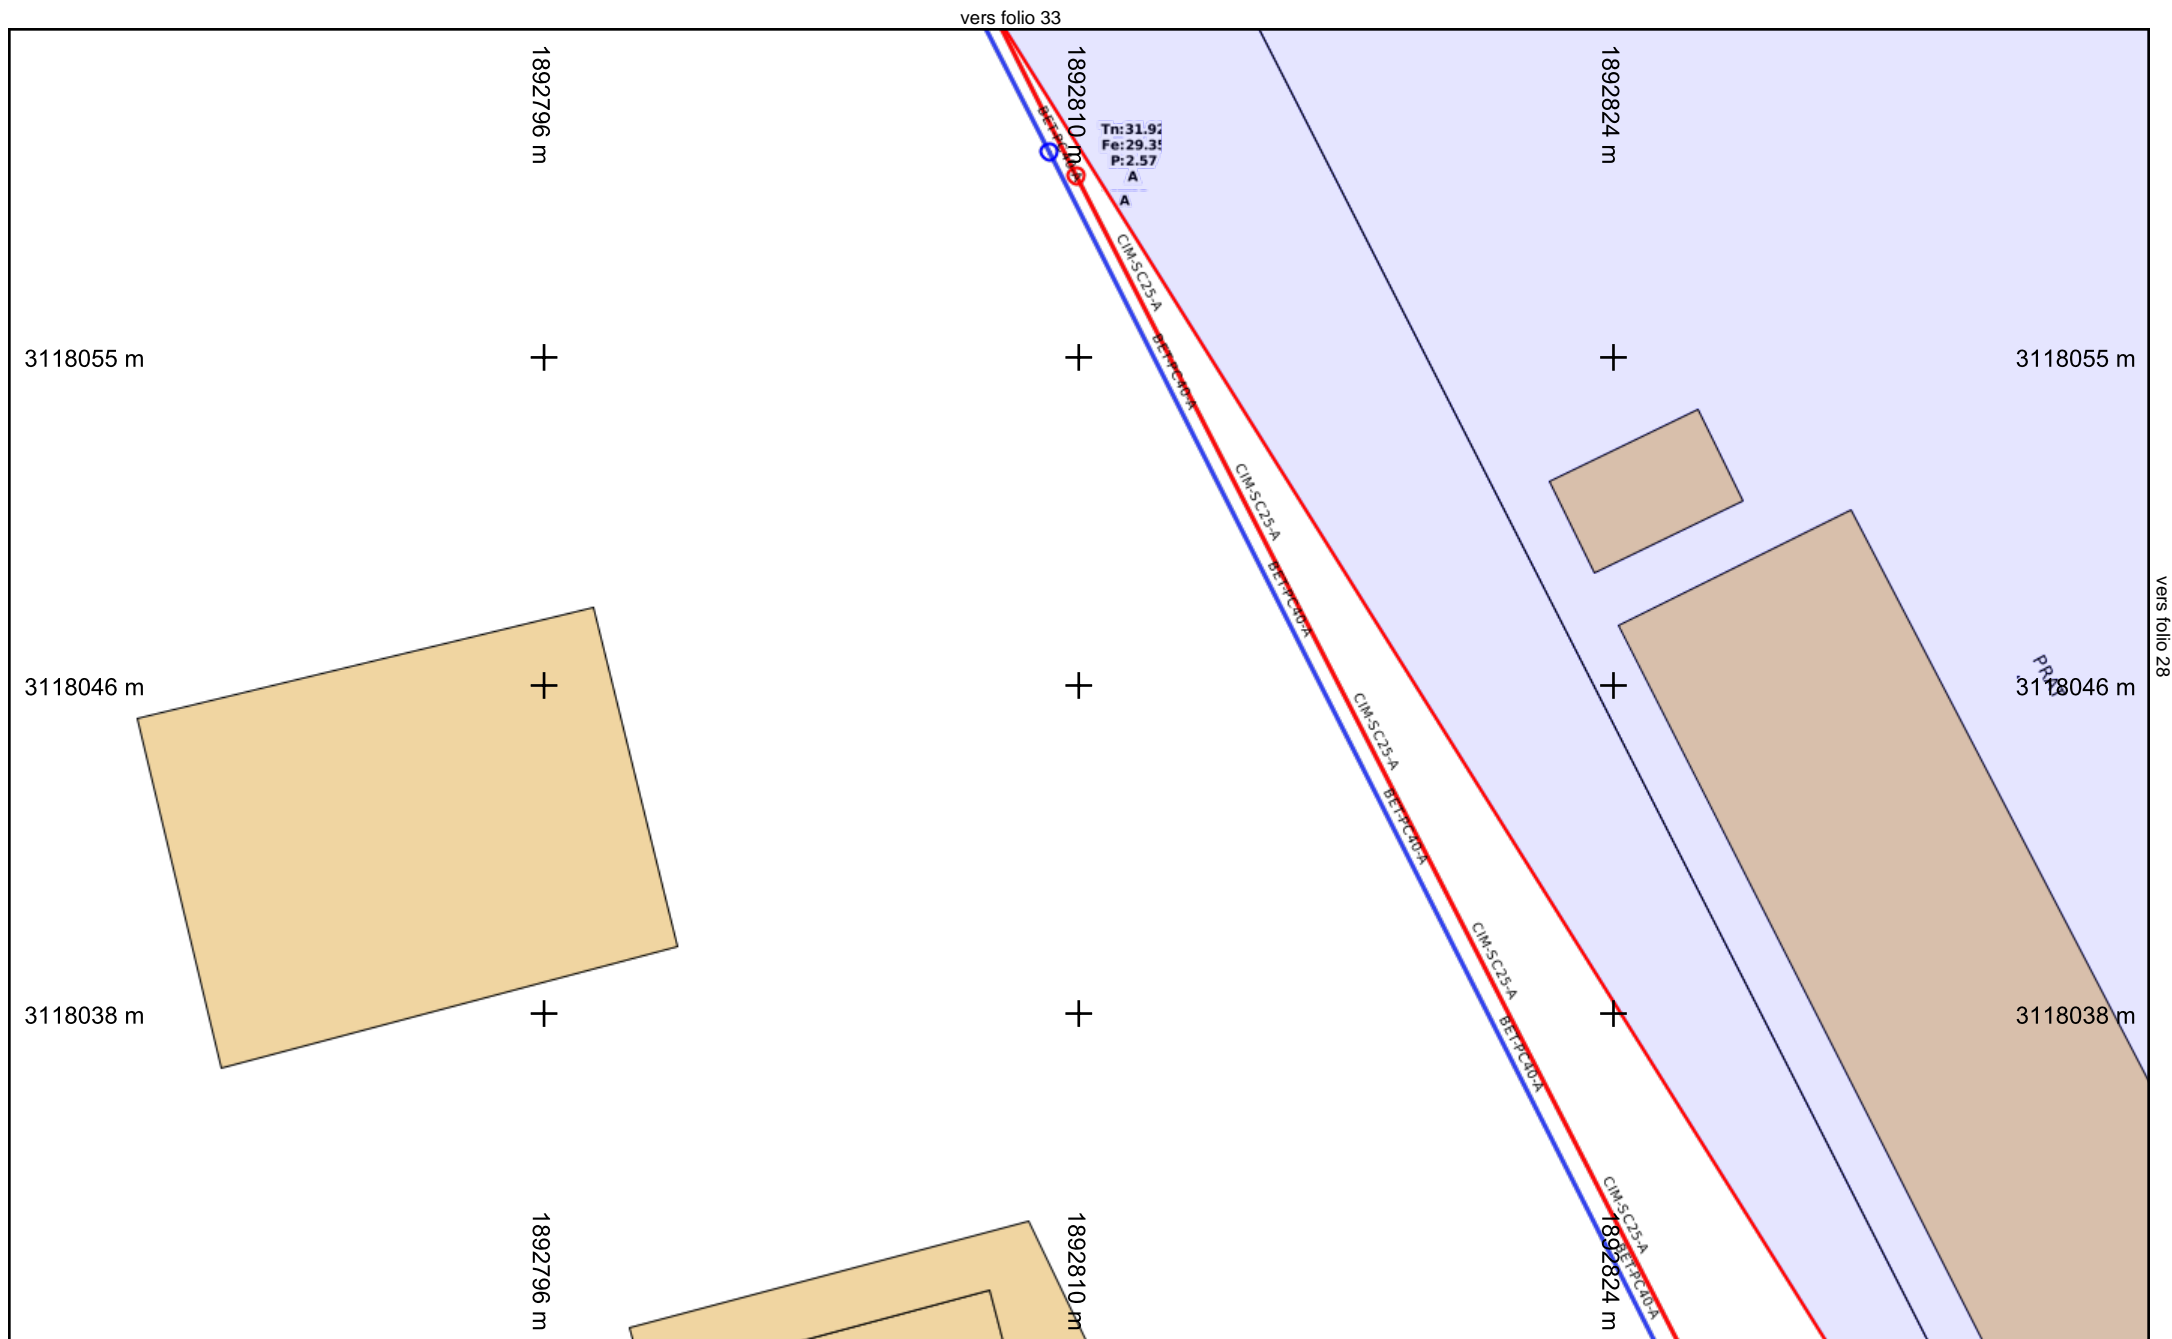 vers folio 33
1892796 m
1892810 m
1892824 m
BET-PC40-A
Tn:31.92
Fe:29.35
P:2.57
A
A
CIM-SC25-A
3118055 m
3118055 m
BET-PC40-A
CIM-SC25-A
BET-PC40-A
vers folio 28
3118046 m
3118046 m
CIM-SC25-A
BET-PC40-A
CIM-SC25-A
3118038 m
3118038 m
BET-PC40-A
CIM-SC25-A
1892796 m
1892810 m
1892824 m
BET-PC40-A